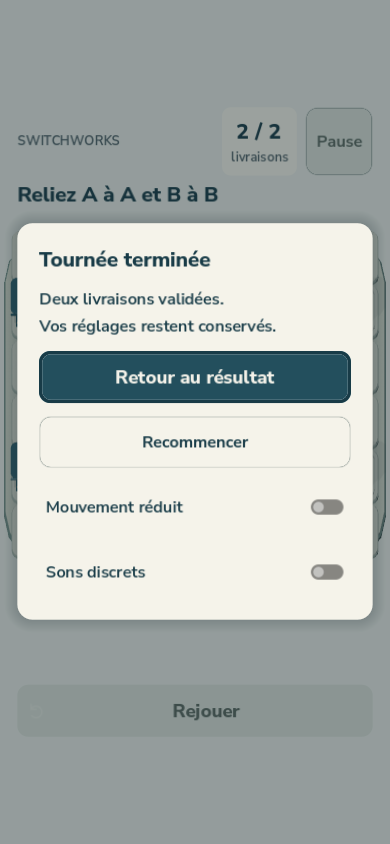 SWITCHWORKS
2 / 2
livraisons
Pause
Reliez A à A et B à B
Tournée terminée
Deux livraisons validées.
Vos réglages restent conservés.
Retour au résultat
Recommencer
Mouvement réduit
Sons discrets
Rejouer